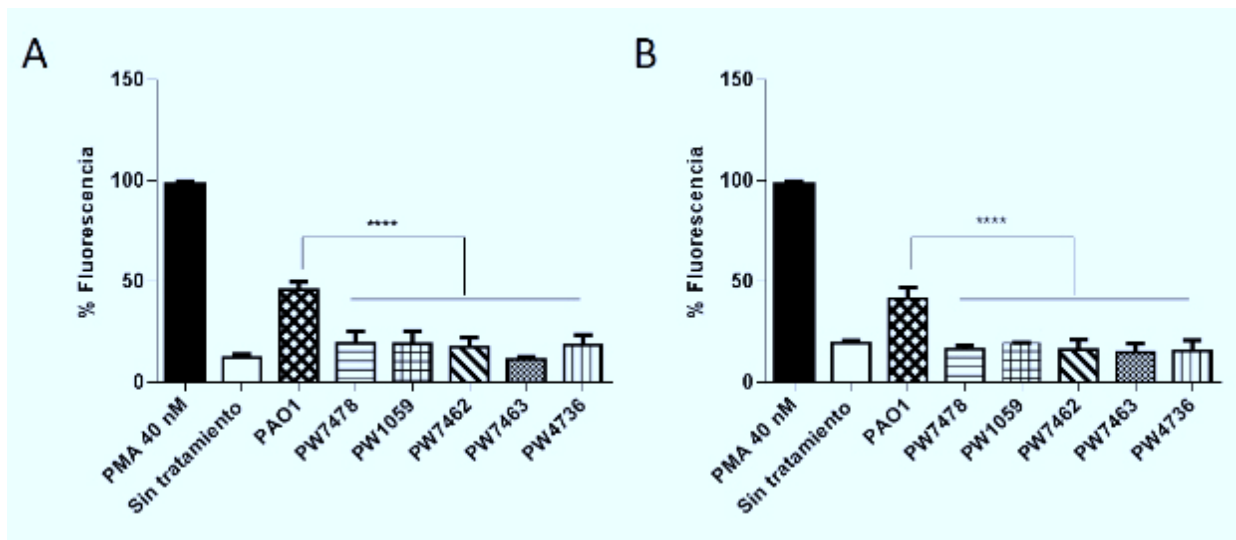 A
% Fluorescencia
150
100
50
0
****
PMA 40 nM
Sin tratamiento
PAO1
PW7478
PW1059
PW7462
PW7463
PW4736
B
% Fluorescencia
150
100
50
0
****
PMA 40 nM
Sin tratamiento
PAO1
PW7478
PW1059
PW7462
PW7463
PW4736